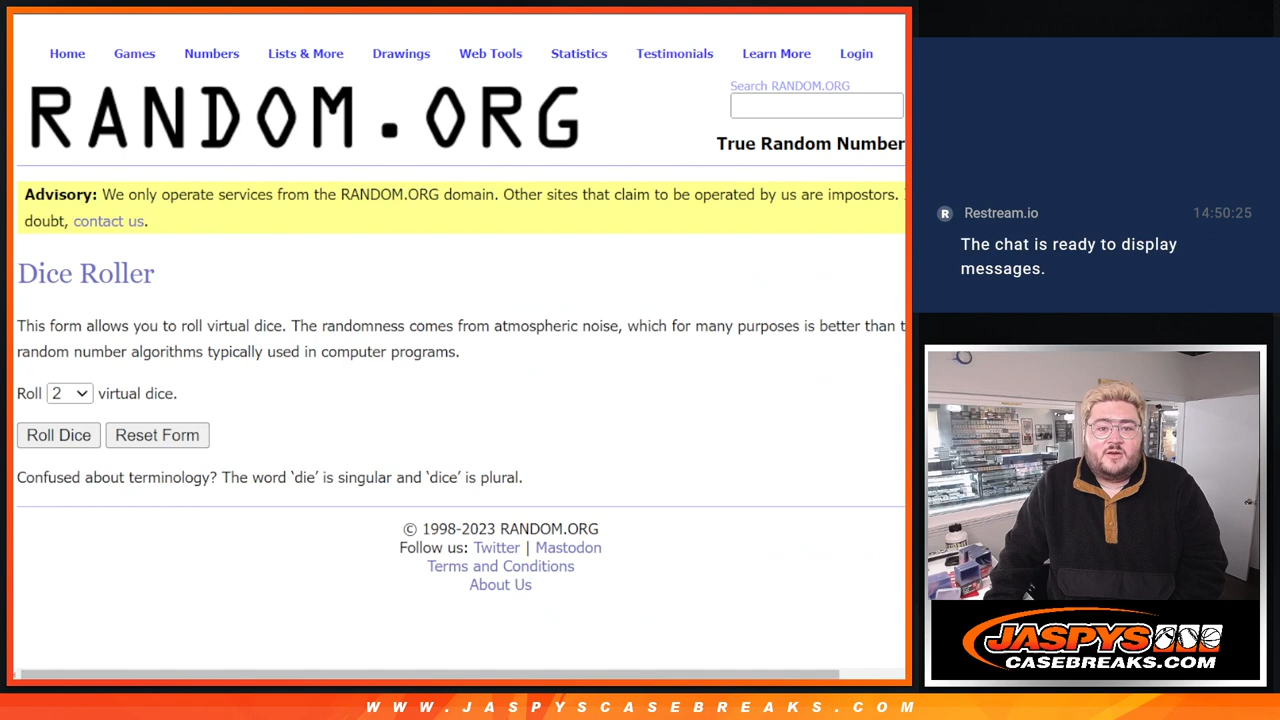 Home Games Numbers Lists & More Drawings Web Tools Statistics Testimonials Learn More Login
RANDOM.ORG
Search RANDOM.ORG
True Random Number
Advisory: We only operate services from the RANDOM.ORG domain. Other sites that claim to be operated by us are impostors.
doubt, contact us.
Dice Roller
This form allows you to roll virtual dice. The randomness comes from atmospheric noise, which for many purposes is better than t
random number algorithms typically used in computer programs.
Roll 2 virtual dice.
Roll Dice Reset Form
Confused about terminology? The word ‘die’ is singular and ‘dice’ is plural.
© 1998-2023 RANDOM.ORG
Follow us: Twitter | Mastodon
Terms and Conditions
About Us
R Restream.io 14:50:25
The chat is ready to display
messages.
JASPYS
CASEBREAKS.COM
WWW.JASPYSCASEBREAKS.COM